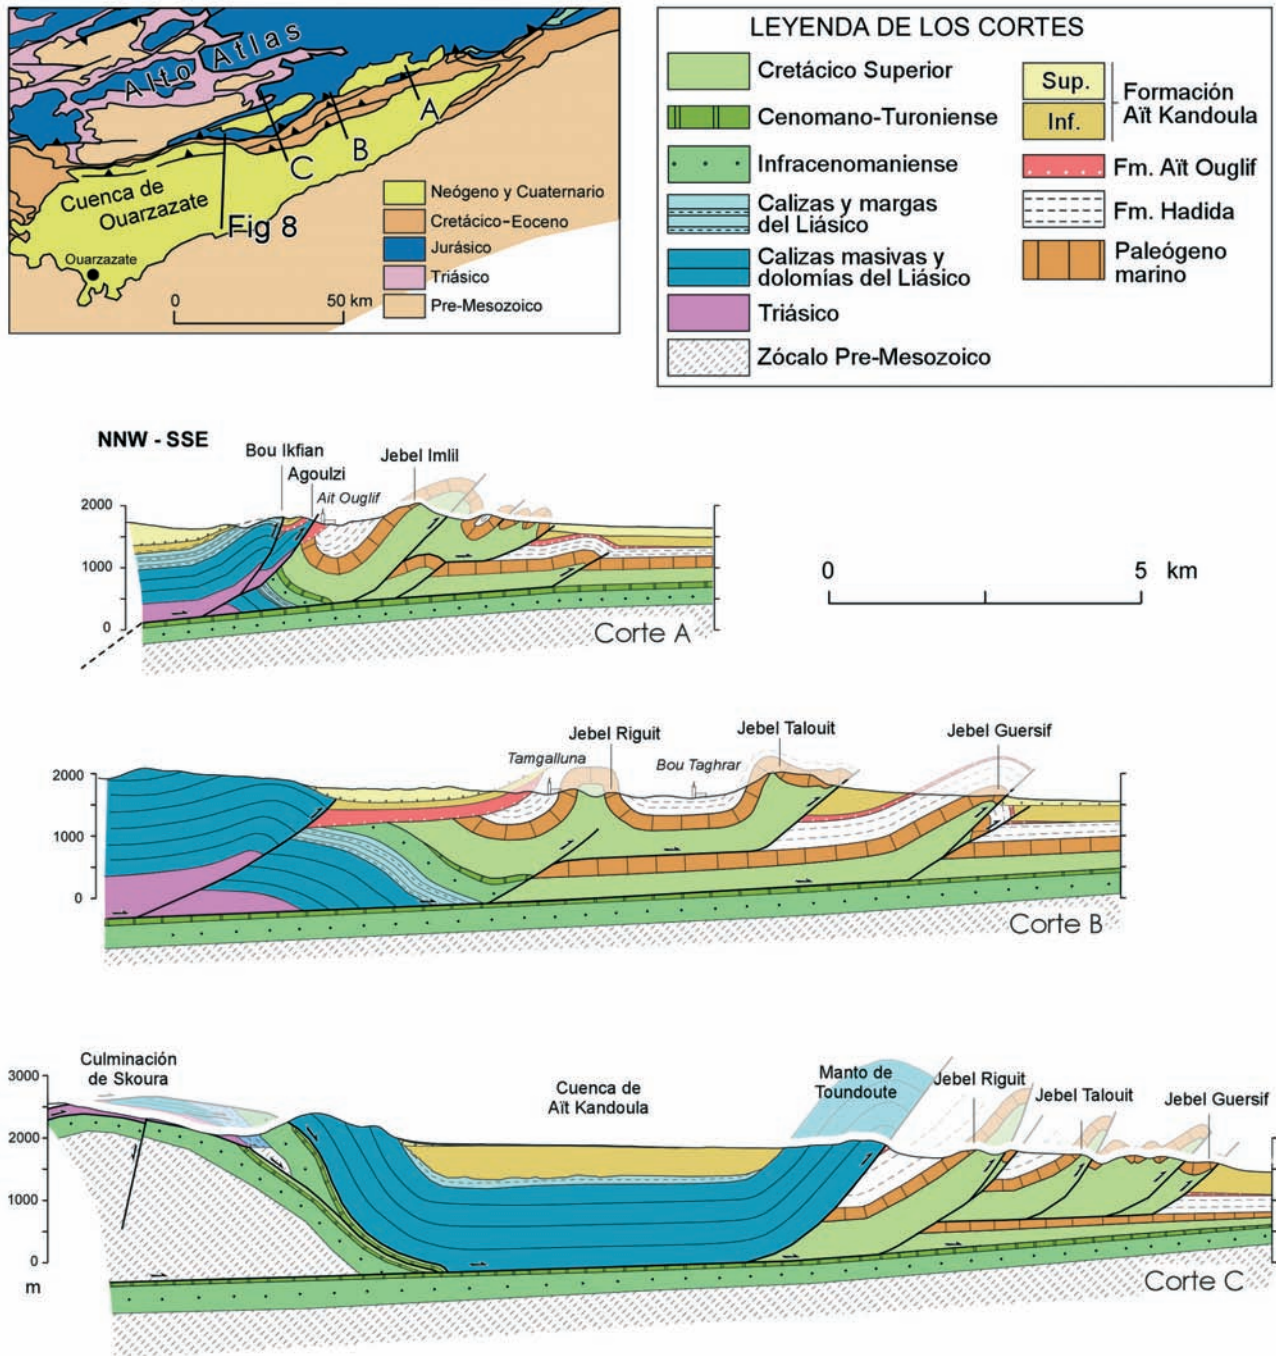 Alto Atlas
A
B
C
Cuenca de
Ouarzazate
Fig 8
Ouarzazate
0 50 km
Neógeno y Cuaternario
Cretácico-Eoceno
Jurásico
Triásico
Pre-Mesozoico
LEYENDA DE LOS CORTES
Cretácico Superior
Cenomano-Turoniense
Infracenomaniense
Calizas y margas
del Liásico
Calizas masivas y
dolomías del Liásico
Triásico
Zócalo Pre-Mesozoico
Sup.
Inf.
Formación
Aït Kandoula
Fm. Aït Ouglif
Fm. Hadida
Paleógeno
marino
NNW - SSE
Bou Ikfian
Agoulzi
Ait Ouglif
Jebel Imlil
2000
1000
0
Corte A
0 5 km
Jebel Riguit
Tamgalluna
Bou Taghrar
Jebel Talouit
Jebel Guersif
2000
1000
0
Corte B
Culminación
de Skoura
Cuenca de
Aït Kandoula
Manto de
Toundoute
Jebel Riguit
Jebel Talouit
Jebel Guersif
3000
2000
1000
0
m
Corte C